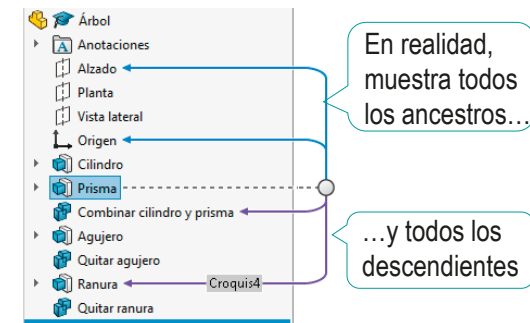 Árbol
Anotaciones
Alzado
Planta
Vista lateral
Origen
Cilindro
Prisma
Combinar cilindro y prisma
Agujero
Quitar agujero
Ranura
Croquis4
Quitar ranura
En realidad,
muestra todos
los ancestros…
…y todos los
descendientes